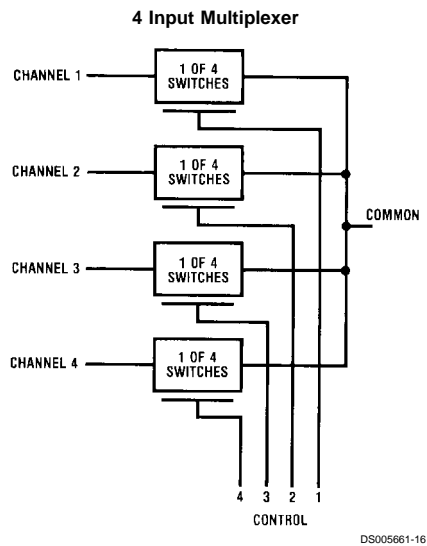 4 Input Multiplexer
CHANNEL 1
1 OF 4
SWITCHES
CHANNEL 2
1 OF 4
SWITCHES
COMMON
CHANNEL 3
1 OF 4
SWITCHES
CHANNEL 4
1 OF 4
SWITCHES
4 3 2 1
CONTROL
DS005661-16